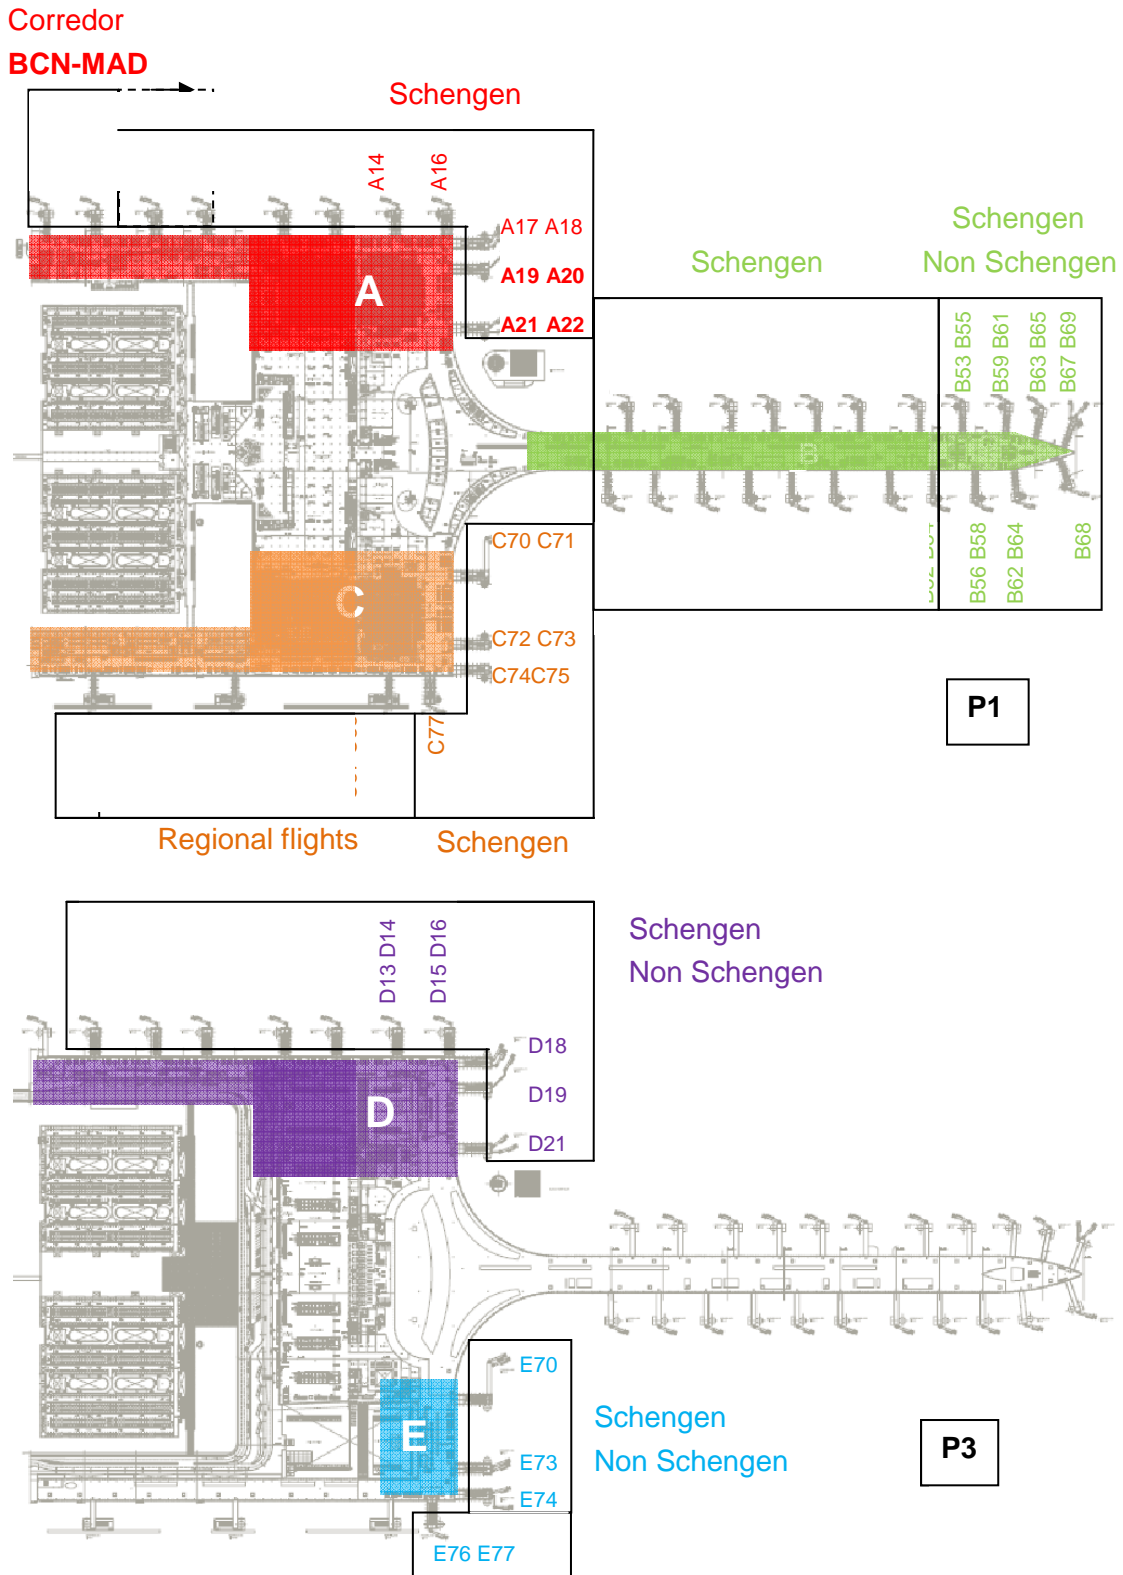 Corredor
BCN-MAD
Schengen
A14
A16
A17 A18
A19 A20
A21 A22
A
Schengen
Schengen
Non Schengen
B53 B55
B59 B61
B63 B65
B67 B69
B
B56 B58
B62 B64
B68
C70 C71
C
C72 C73
C74C75
C77
P1
Regional flights
Schengen
D13 D14
D15 D16
Schengen
Non Schengen
D18
D19
D21
D
E70
E
E73
E74
E76 E77
Schengen
Non Schengen
P3